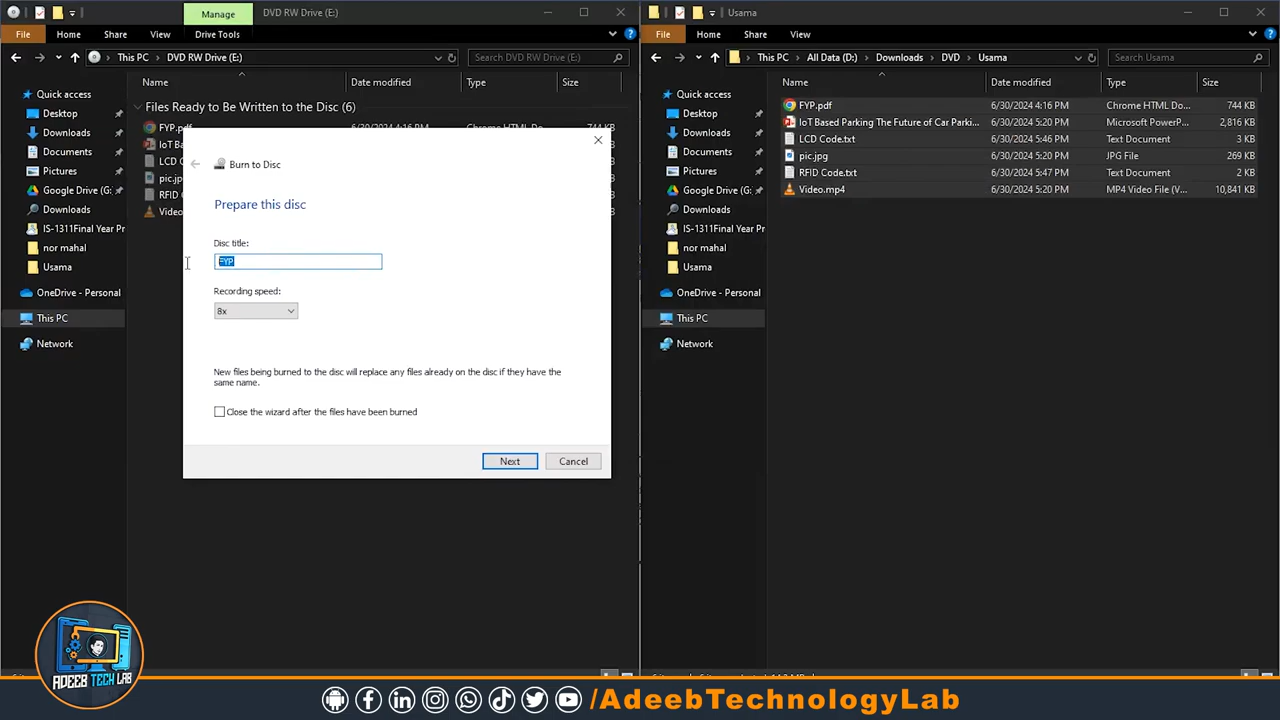 Manage
DVD RW Drive (E:)
File
Home
Share
View
Drive Tools
This PC
DVD RW Drive (E:)
Search DVD RW Drive (E:)
Name
Date modified
Type
Size
Quick access
Desktop
Downloads
Documents
Pictures
Google Drive (G:
Downloads
IS-1311Final Year Pr
nor mahal
Usama
OneDrive - Personal
This PC
Network
Files Ready to Be Written to the Disc (6)
FYP.pdf
6/30/2024 4:16 PM
Chrome HTML Do...
744 KB
IoT Ba
LCD C
pic.jp
RFID C
Video
Burn to Disc
Prepare this disc
Disc title:
FYP
Recording speed:
8x
New files being burned to the disc will replace any files already on the disc if they have the
same name.
Close the wizard after the files have been burned
Next
Cancel
Usama
File
Home
Share
View
This PC
All Data (D:)
Downloads
DVD
Usama
Search Usama
Name
Date modified
Type
Size
Quick access
Desktop
Downloads
Documents
Pictures
Google Drive (G:
Downloads
IS-1311Final Year Pr
nor mahal
Usama
OneDrive - Personal
This PC
Network
FYP.pdf 6/30/2024 4:16 PM Chrome HTML Do... 744 KB
IoT Based Parking The Future of Car Parki... 6/30/2024 5:20 PM Microsoft PowerP... 2,816 KB
LCD Code.txt 6/30/2024 5:46 PM Text Document 3 KB
pic.jpg 6/30/2024 5:20 PM JPG File 269 KB
RFID Code.txt 6/30/2024 5:47 PM Text Document 2 KB
Video.mp4 6/30/2024 5:20 PM MP4 Video File (V... 10,841 KB
ADEEB TECH LAB
/AdeebTechnologyLab